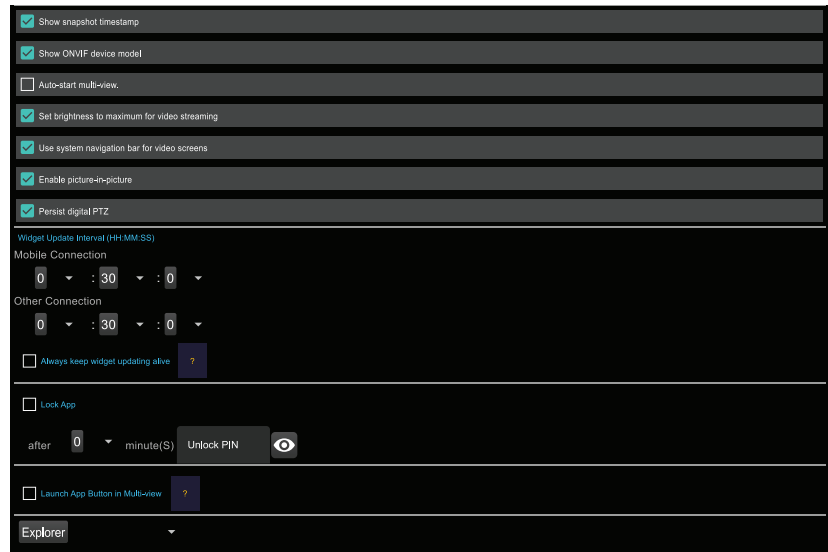 Show snapshot timestamp
Show ONVIF device model
Auto-start multi-view.
Set brightness to maximum for video streaming
Use system navigation bar for video screens
Enable picture-in-picture
Persist digital PTZ
Widget Update Interval (HH:MM:SS)
Mobile Connection
0 : 30 : 0
Other Connection
0 : 30 : 0
Always keep widget updating alive ?
Lock App
after 0 minute(S) Unlock PIN
Launch App Button in Multi-view ?
Explorer